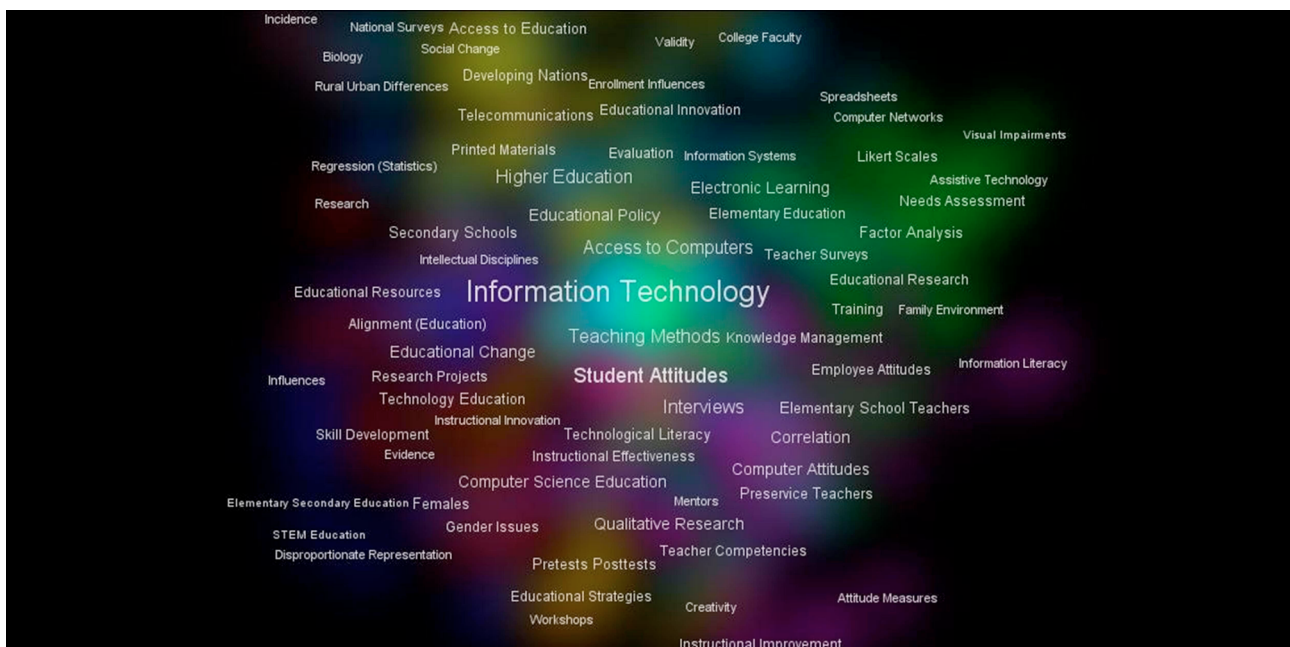 Incidence
National Surveys
Access to Education
College Faculty
Validity
Social Change
Biology
Developing Nations
Enrollment Influences
Rural Urban Differences
Spreadsheets
Educational Innovation
Telecommunications
Computer Networks
Visual Impairments
Printed Materials
Evaluation
Information Systems
Likert Scales
Regression (Statistics)
Higher Education
Assistive Technology
Electronic Learning
Needs Assessment
Research
Educational Policy
Elementary Education
Secondary Schools
Factor Analysis
Access to Computers
Teacher Surveys
Intellectual Disciplines
Educational Research
Educational Resources
Information Technology
Training
Family Environment
Alignment (Education)
Teaching Methods
Knowledge Management
Educational Change
Information Literacy
Employee Attitudes
Influences
Research Projects
Student Attitudes
Technology Education
Interviews
Elementary School Teachers
Instructional Innovation
Skill Development
Technological Literacy
Correlation
Evidence
Instructional Effectiveness
Computer Attitudes
Computer Science Education
Preservice Teachers
Elementary Secondary Education
Females
Mentors
Gender Issues
Qualitative Research
STEM Education
Disproportionate Representation
Teacher Competencies
Pretests Posttests
Educational Strategies
Attitude Measures
Creativity
Workshops
Instructional Improvement